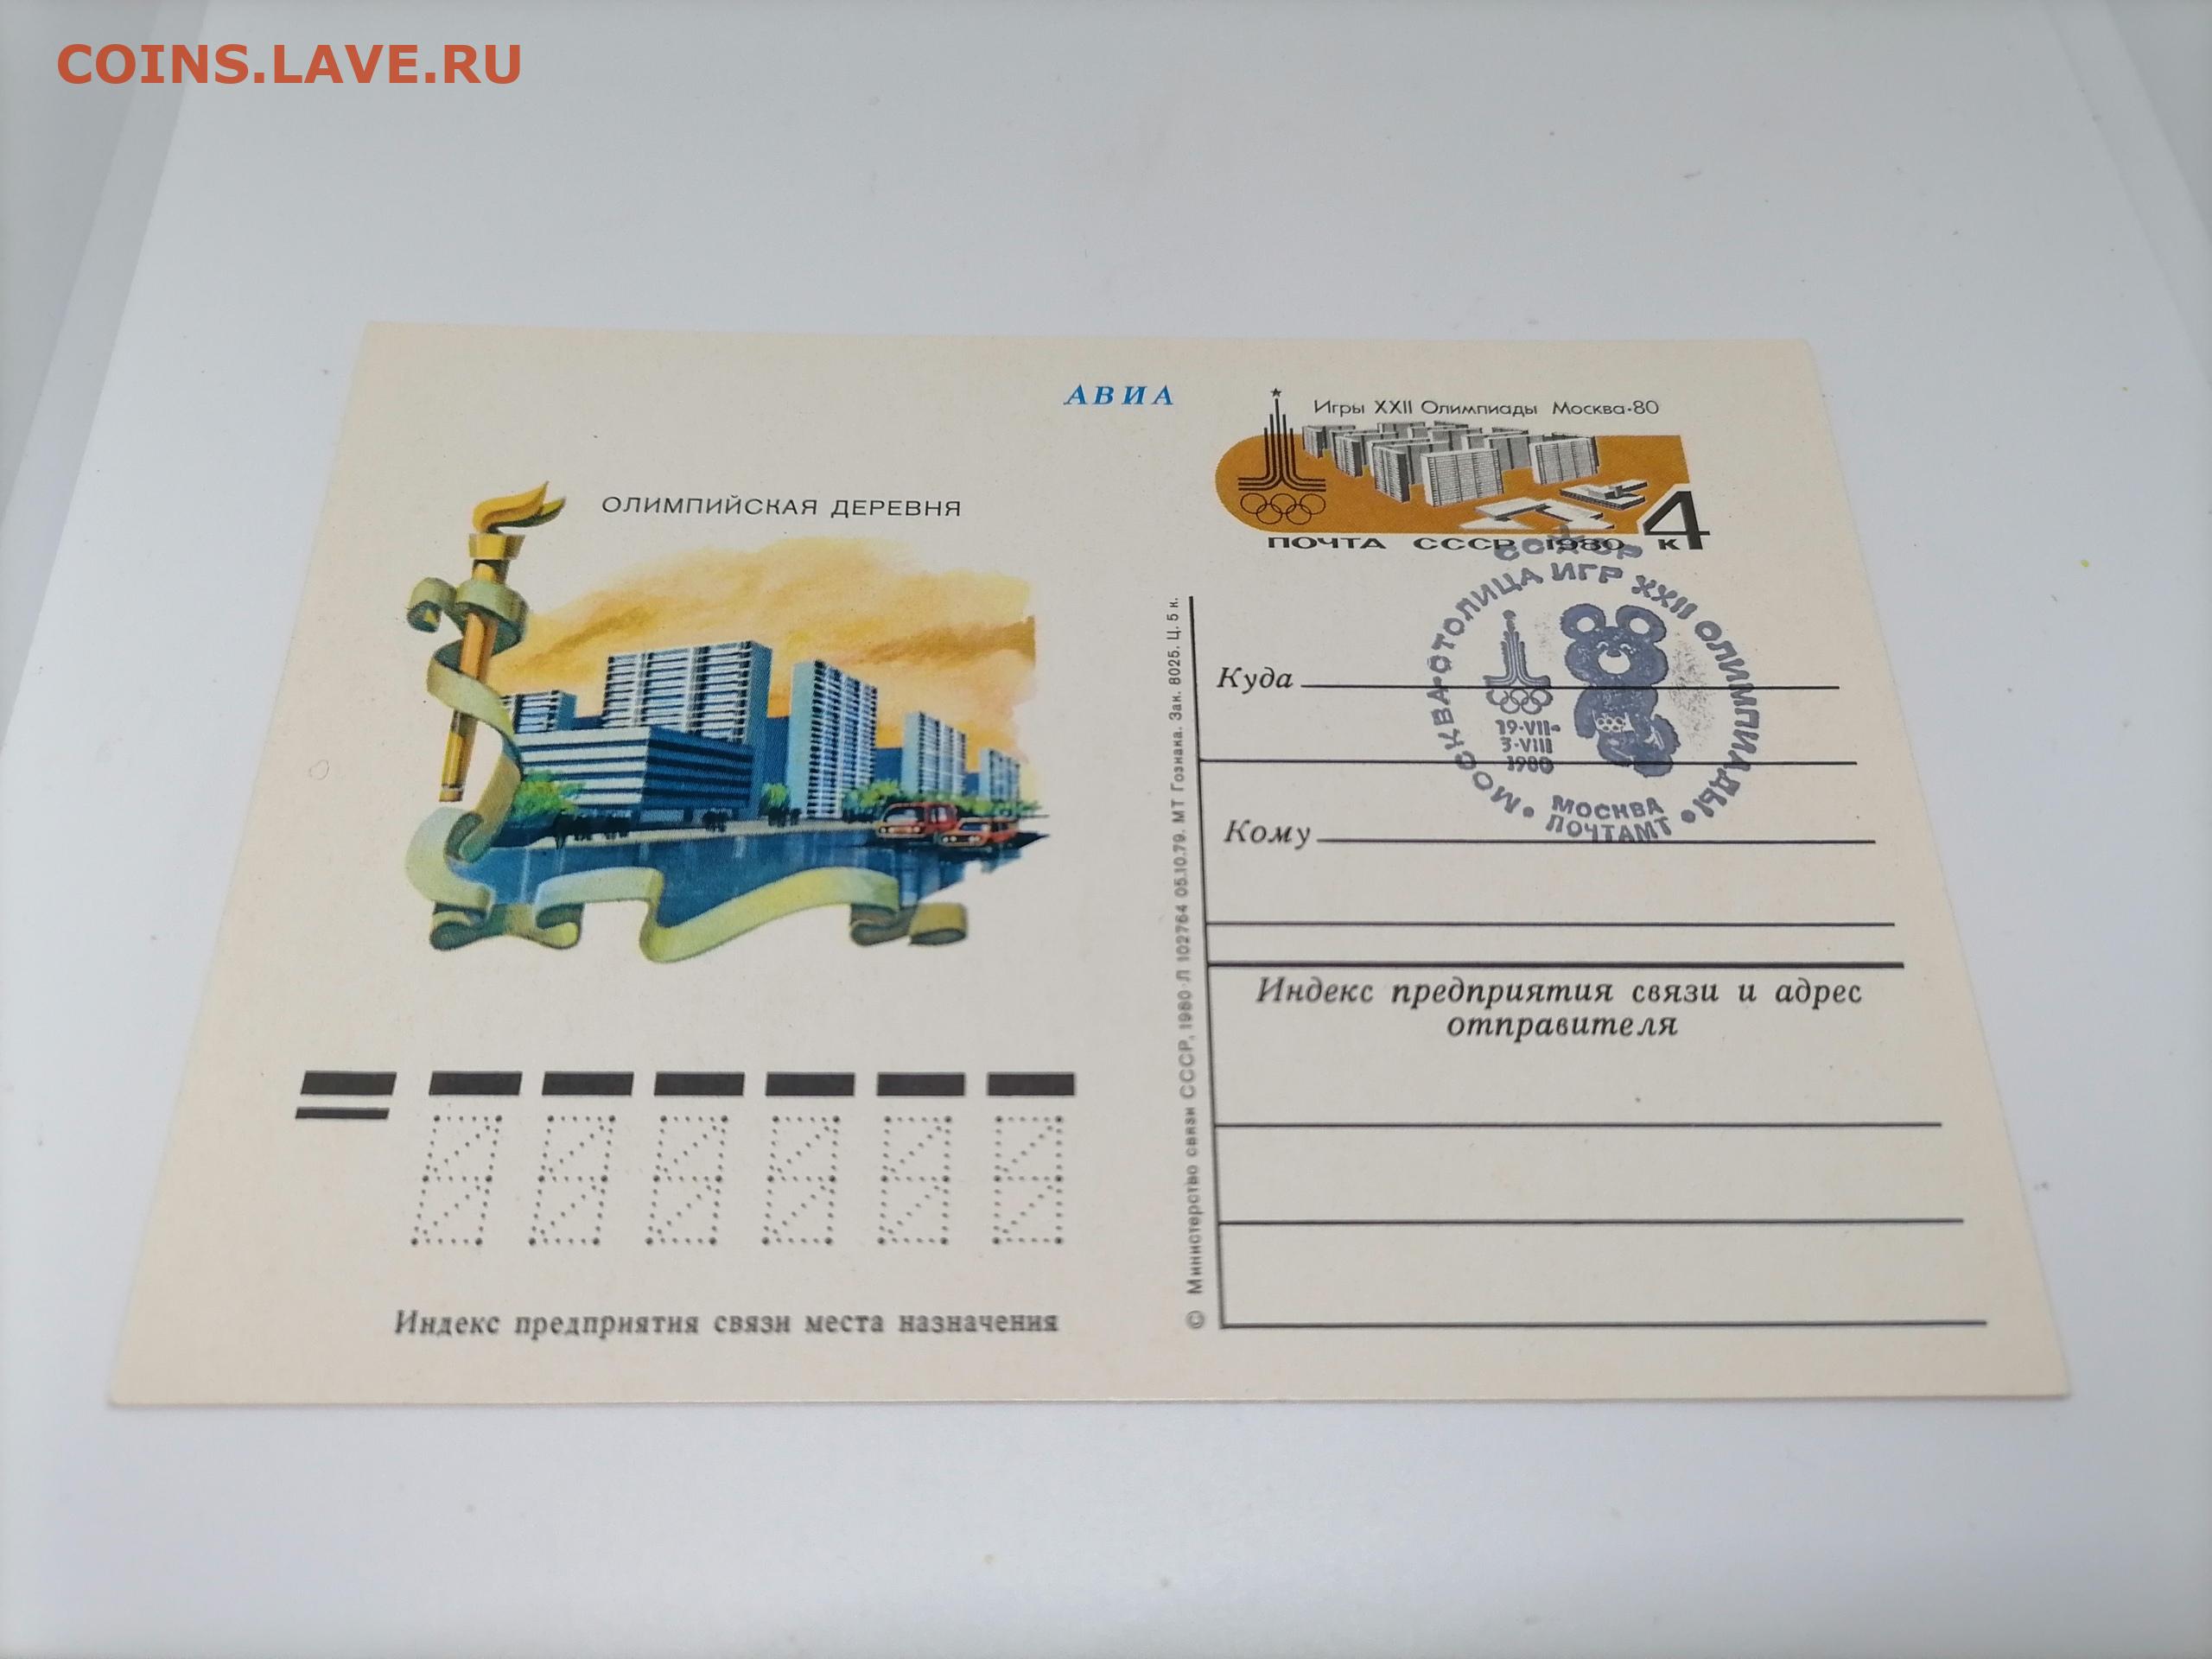 COINS.LAVE.RU
АВИА
Игры XXII Олимпиады Москва·80
ПОЧТА СССР 1980 4 к
ОЛИМПИЙСКАЯ ДЕРЕВНЯ
СССР
МОСКВА-СТОЛИЦА ИГР XXII ОЛИМПИАДЫ
19·VII-
3·VIII
1980
МОСКВА
ПОЧТАМТ
Куда
Кому
Индекс предприятия связи и адрес
отправителя
© Министерство связи СССР, 1980 Л 102764 05.10.79. МТ Гознака. Зак. 8025. Ц. 5 к.
Индекс предприятия связи места назначения